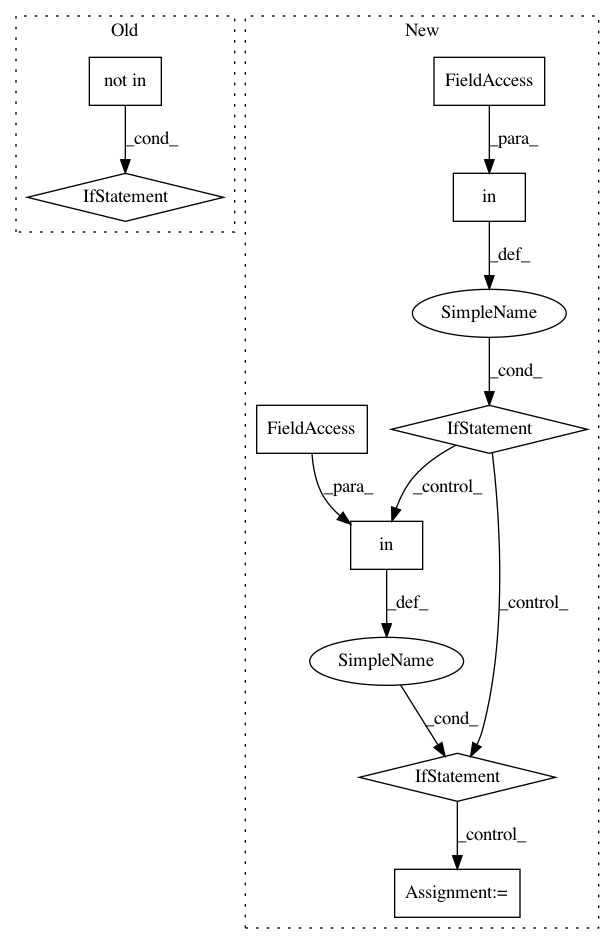 Old
not in
_cond_
IfStatement
New
FieldAccess
_para_
in
_def_
SimpleName
_cond_
IfStatement
FieldAccess
_para_
_control_
in
_def_
_control_
SimpleName
_cond_
IfStatement
_control_
Assignment:=